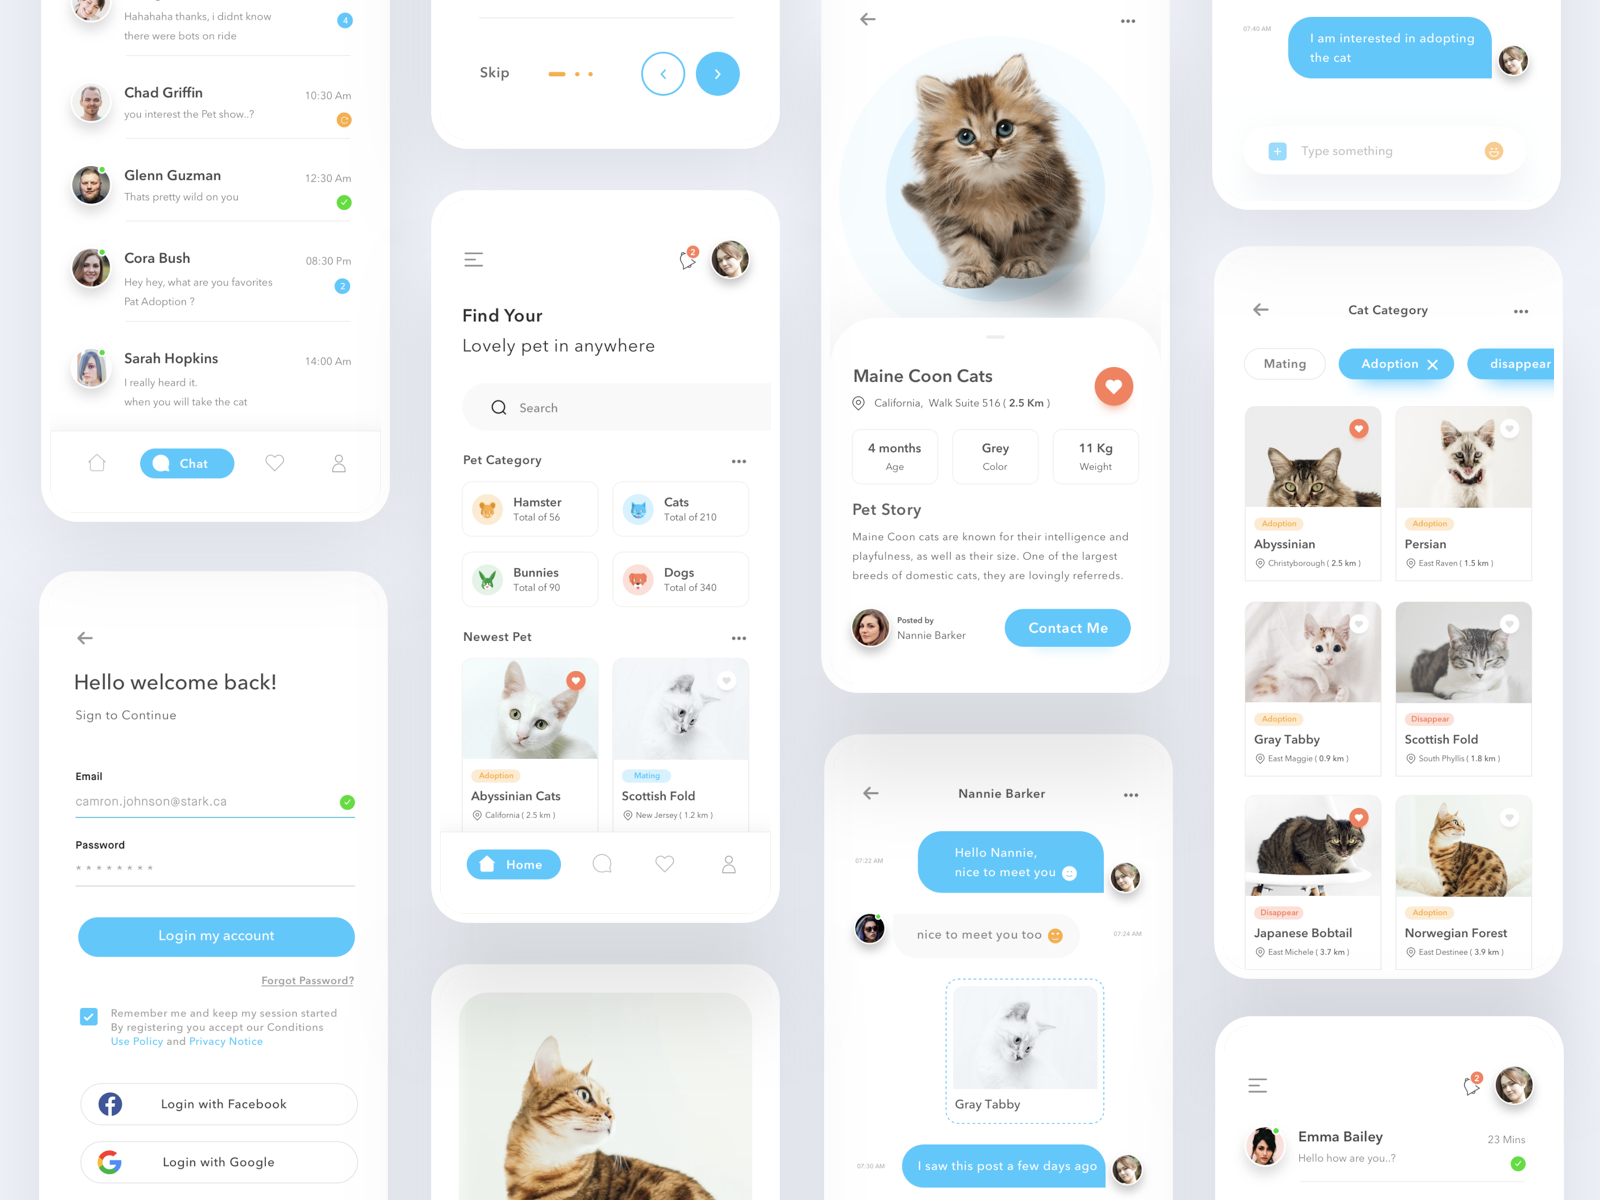 Hahahaha thanks, i didnt know
there were bots on ride
4
Chad Griffin
10:30 Am
you interest the Pet show..?
Glenn Guzman
12:30 Am
Thats pretty wild on you
Cora Bush
08:30 Pm
Hey hey, what are you favorites
Pat Adoption ?
2
Sarah Hopkins
14:00 Am
I really heard it.
when you will take the cat
Chat
Hello welcome back!
Sign to Continue
Email
camron.johnson@stark.ca
Password
* * * * * * * *
Login my account
Forgot Password?
Remember me and keep my session started
By registering you accept our Conditions
Use Policy and Privacy Notice
Login with Facebook
Login with Google
Skip
2
Find Your
Lovely pet in anywhere
Search
Pet Category
Hamster
Total of 56
Cats
Total of 210
Bunnies
Total of 90
Dogs
Total of 340
Newest Pet
Adoption
Abyssinian Cats
California ( 2.5 km )
Mating
Scottish Fold
New Jersey ( 1.2 km )
Home
Maine Coon Cats
California, Walk Suite 516 ( 2.5 Km )
4 months
Age
Grey
Color
11 Kg
Weight
Pet Story
Maine Coon cats are known for their intelligence and
playfulness, as well as their size. One of the largest
breeds of domestic cats, they are lovingly referreds.
Posted by
Nannie Barker
Contact Me
Nannie Barker
07:22 AM
Hello Nannie,
nice to meet you
nice to meet you too
07:24 AM
Gray Tabby
07:30 AM
I saw this post a few days ago
07:40 AM
I am interested in adopting
the cat
Type something
Cat Category
Mating
Adoption
disappear
Adoption
Abyssinian
Christyborough ( 2.5 km )
Adoption
Persian
East Raven ( 1.5 km )
Adoption
Gray Tabby
East Maggie ( 0.9 km )
Disappear
Scottish Fold
South Phyllis ( 1.8 km )
Disappear
Japanese Bobtail
East Michele ( 3.7 km )
Adoption
Norwegian Forest
East Destinee ( 3.9 km )
2
Emma Bailey
23 Mins
Hello how are you..?